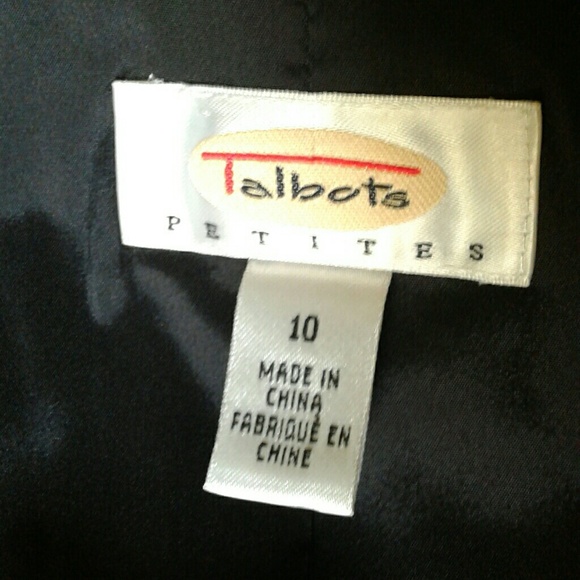 Talbots
PETITES
10
MADE IN
CHINA
FABRIQUÉ EN
CHINE